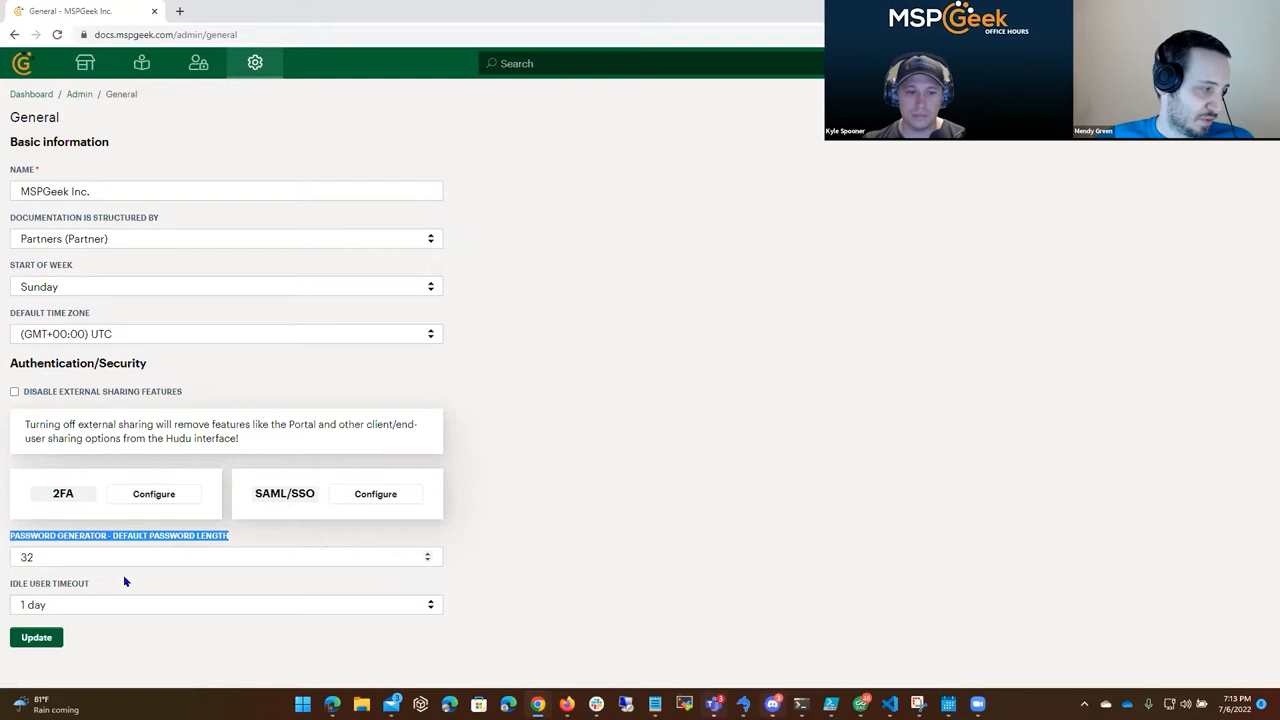 General - MSPGeek Inc.
docs.mspgeek.com/admin/general
Search
MSPGeek
OFFICE HOURS
Kyle Spooner
Mendy Green
Dashboard / Admin / General
General
Basic information
NAME *
MSPGeek Inc.
DOCUMENTATION IS STRUCTURED BY
Partners (Partner)
START OF WEEK
Sunday
DEFAULT TIME ZONE
(GMT+00:00) UTC
Authentication/Security
DISABLE EXTERNAL SHARING FEATURES
Turning off external sharing will remove features like the Portal and other client/end-
user sharing options from the Hudu interface!
2FA Configure SAML/SSO Configure
PASSWORD GENERATOR - DEFAULT PASSWORD LENGTH
32
IDLE USER TIMEOUT
1 day
Update
81°F
Rain coming
7:13 PM
7/6/2022